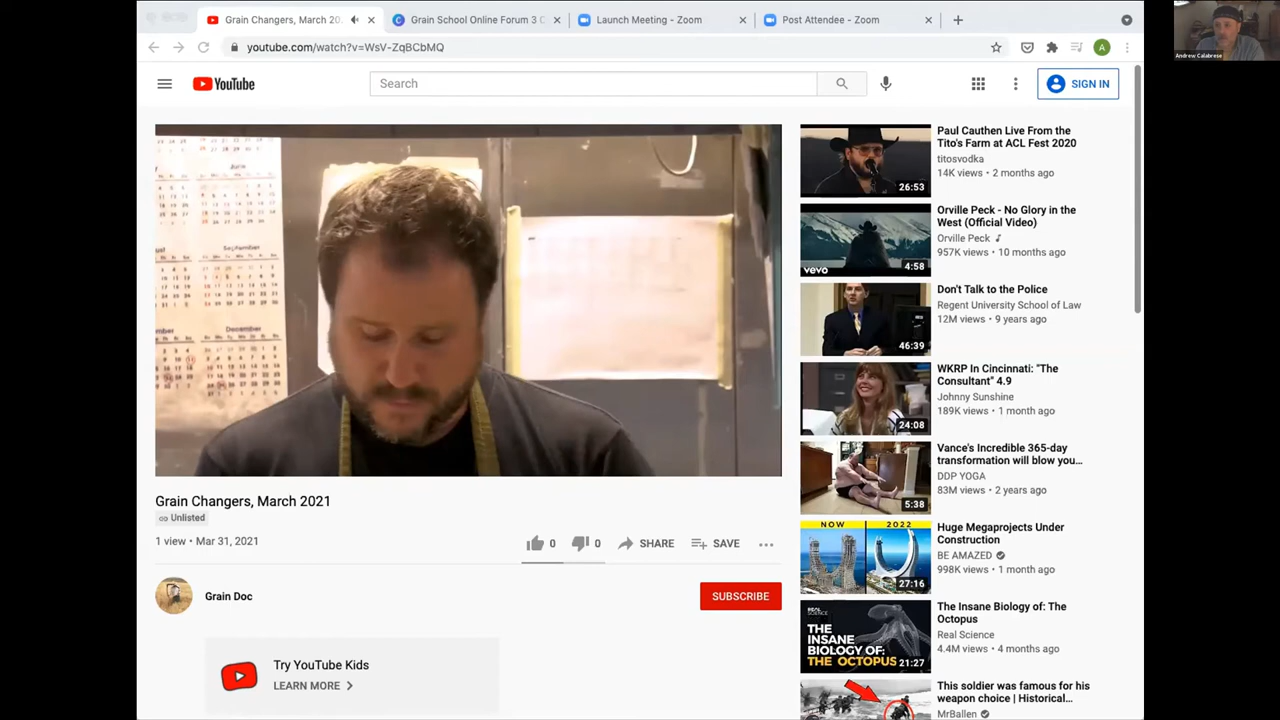 Grain Changers, March 20
Grain School Online Forum 3
Launch Meeting - Zoom
Post Attendee - Zoom
youtube.com/watch?v=WsV-ZqBCbMQ
A
Andrew Calabrese
YouTube
Search
SIGN IN
September
December
Grain Changers, March 2021
Unlisted
1 view • Mar 31, 2021
0
0
SHARE
SAVE
Grain Doc
SUBSCRIBE
Try YouTube Kids
LEARN MORE
26:53
Paul Cauthen Live From the
Tito's Farm at ACL Fest 2020
titosvodka
14K views • 2 months ago
vevo
4:58
Orville Peck - No Glory in the
West (Official Video)
Orville Peck
957K views • 10 months ago
46:39
Don't Talk to the Police
Regent University School of Law
12M views • 9 years ago
24:08
WKRP In Cincinnati: "The
Consultant" 4.9
Johnny Sunshine
189K views • 1 month ago
5:38
Vance's Incredible 365-day
transformation will blow you...
DDP YOGA
83M views • 2 years ago
NOW
2022
27:16
Huge Megaprojects Under
Construction
BE AMAZED
998K views • 1 month ago
REAL
SCIENCE
THE
INSANE
BIOLOGY OF:
THE OCTOPUS
21:27
The Insane Biology of: The
Octopus
Real Science
4.4M views • 4 months ago
This soldier was famous for his
weapon choice | Historical...
MrBallen